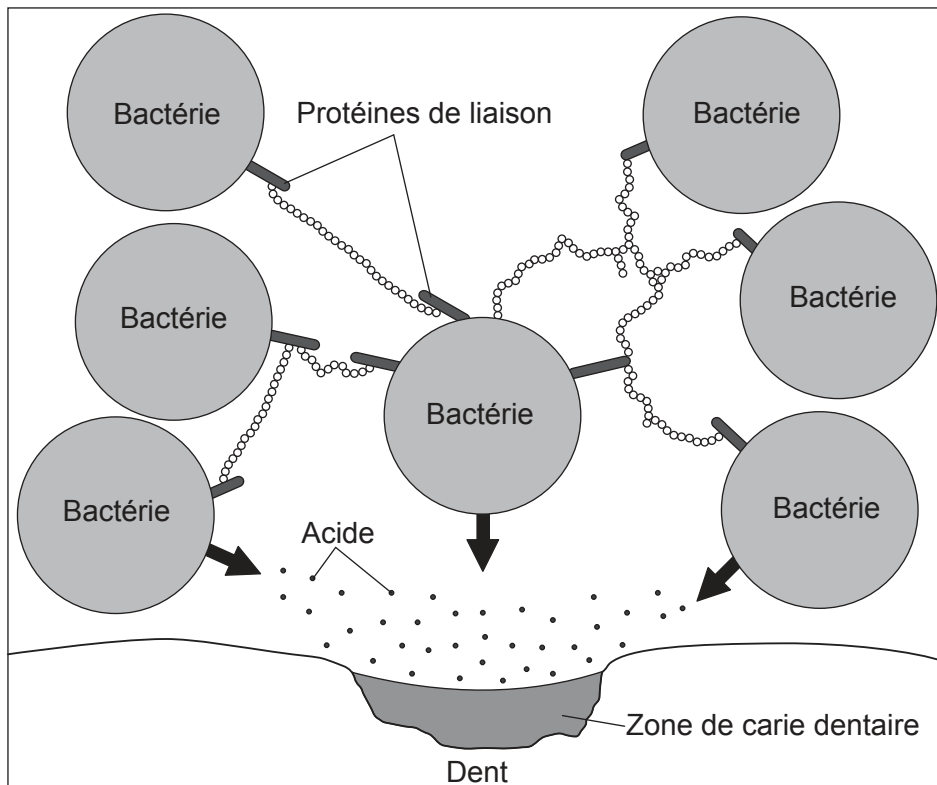 Bactérie
Protéines de liaison
Bactérie
Bactérie
Bactérie
Bactérie
Bactérie
Bactérie
Acide
Zone de carie dentaire
Dent